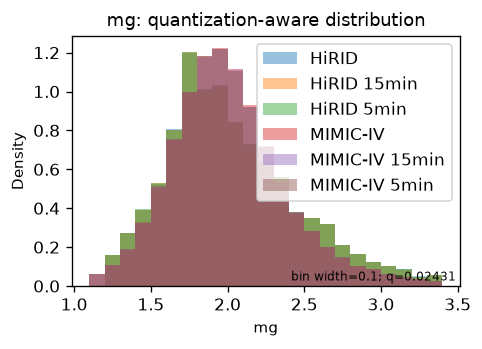 mg: quantization-aware distribution
1.2
1.0
0.8
0.6
0.4
0.2
0.0
Density
HiRID
HiRID 15min
HiRID 5min
MIMIC-IV
MIMIC-IV 15min
MIMIC-IV 5min
bin width=0.1; q=0.02431
1.0 1.5 2.0 2.5 3.0 3.5
mg